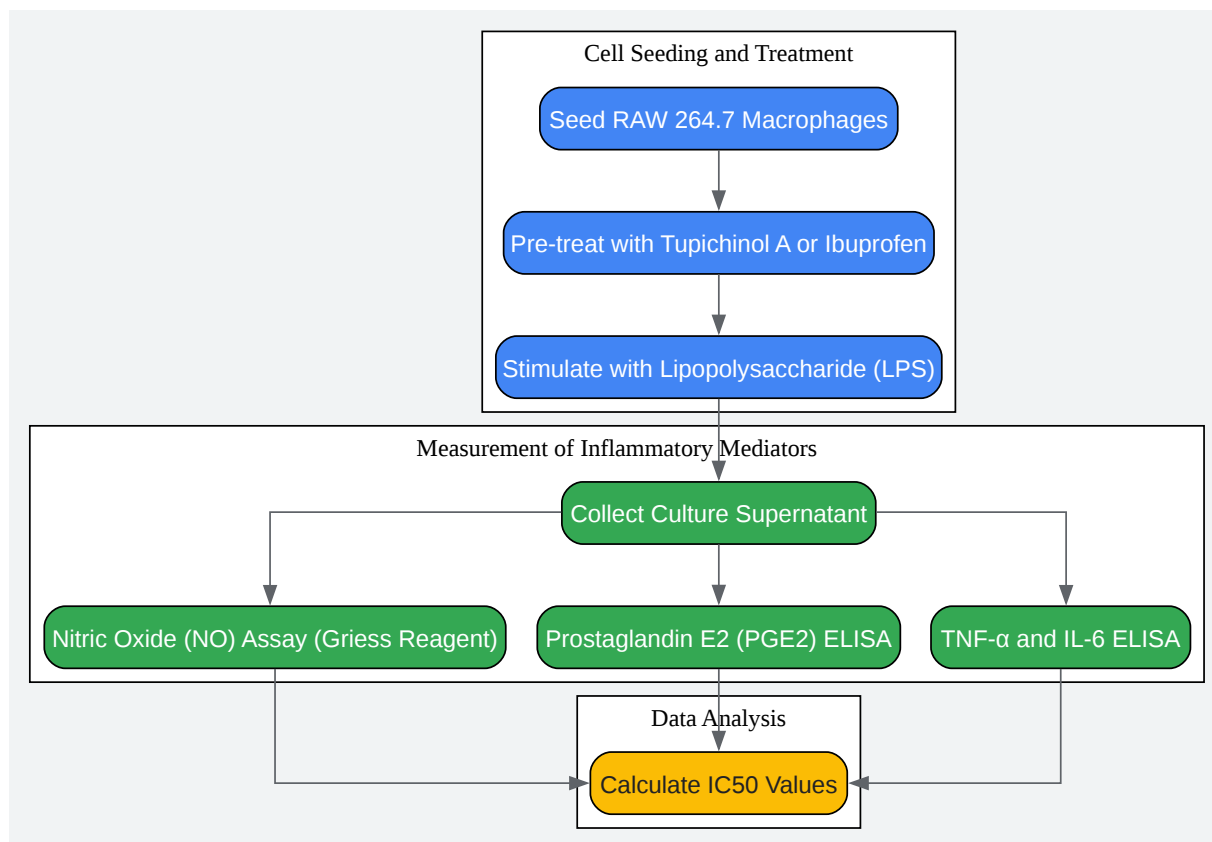 Cell Seeding and Treatment
Seed RAW 264.7 Macrophages
Pre-treat with Tupichinol A or Ibuprofen
Stimulate with Lipopolysaccharide (LPS)
Measurement of Inflammatory Mediators
Collect Culture Supernatant
Nitric Oxide (NO) Assay (Griess Reagent)
Prostaglandin E2 (PGE2) ELISA
TNF-α and IL-6 ELISA
Data Analysis
Calculate IC50 Values